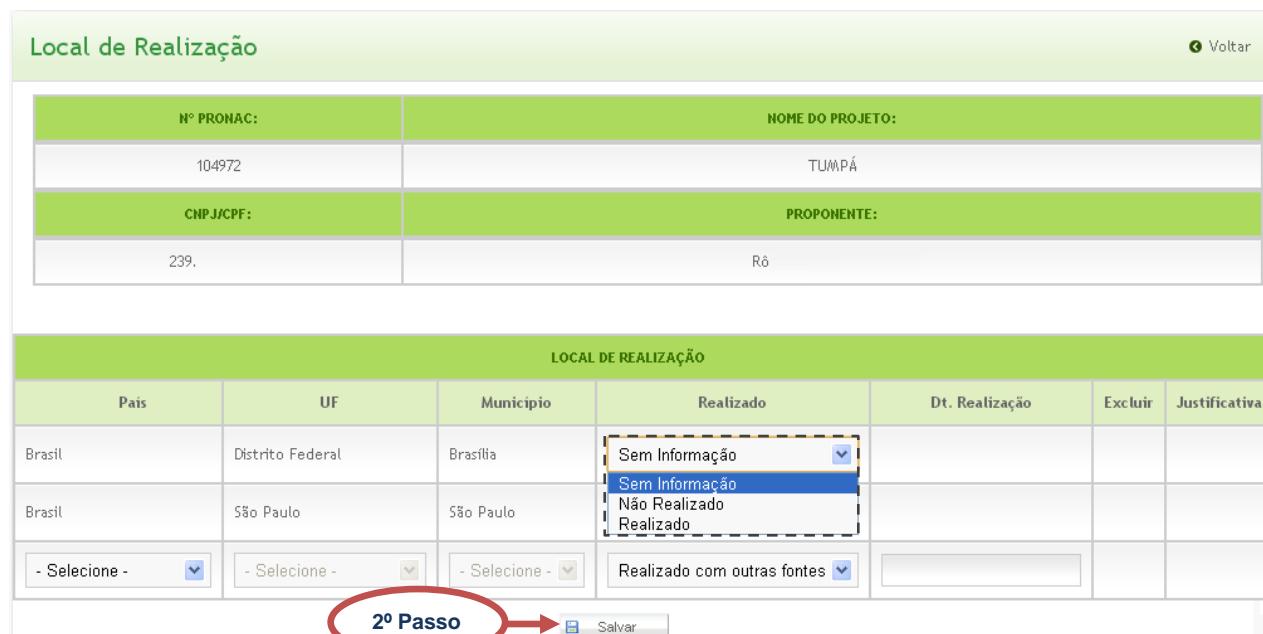 Local de Realização
Voltar
Nº PRONAC: NOME DO PROJETO:
104972 TUMPÁ
CNPJ/CPF: PROPONENTE:
239. Rô
LOCAL DE REALIZAÇÃO
Pais UF Municipio Realizado Dt. Realização Excluir Justificativa
Brasil Distrito Federal Brasília Sem Informação
Sem Informação
Não Realizado
Realizado
Brasil São Paulo São Paulo
- Selecione - - Selecione - - Selecione - Realizado com outras fontes
2º Passo Salvar